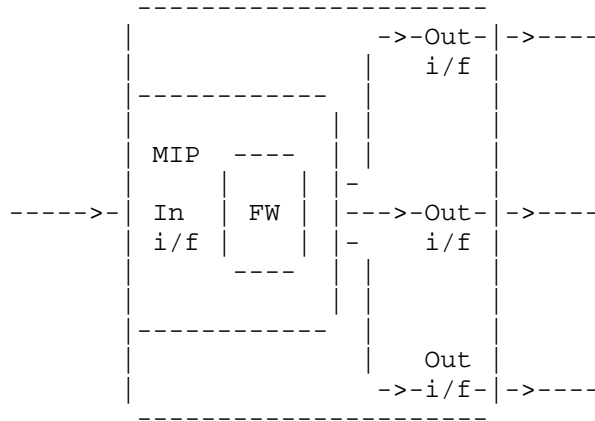 ->-Out-|->----
i/f
MIP
----->-| In | FW | |--->-Out-|->----
i/f i/f
Out
->-i/f-|->----